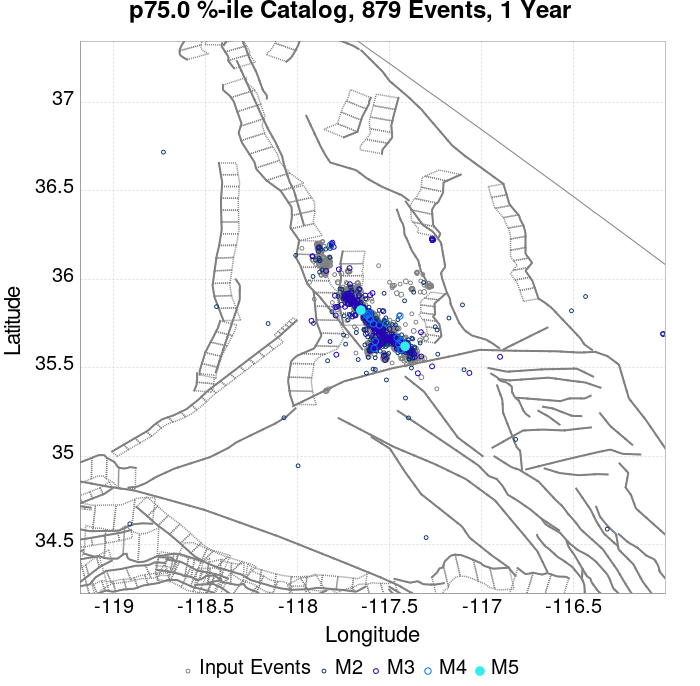 p75.0 %-ile Catalog, 879 Events, 1 Year
Latitude
37
36.5
36
35.5
35
34.5
-119 -118.5 -118 -117.5 -117 -116.5
Longitude
Input Events M2 M3 M4 M5